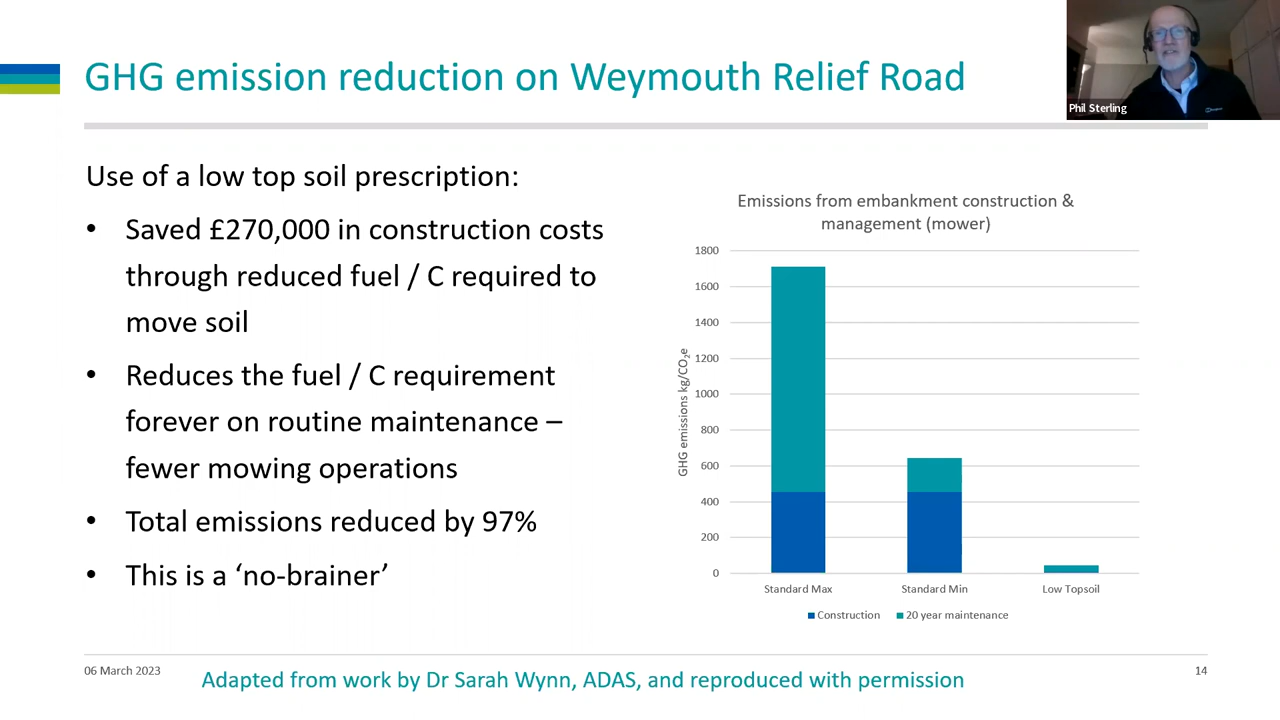 GHG emission reduction on Weymouth Relief Road
Phil Sterling
Use of a low top soil prescription:
• Saved £270,000 in construction costs
through reduced fuel / C required to
move soil
• Reduces the fuel / C requirement
forever on routine maintenance –
fewer mowing operations
• Total emissions reduced by 97%
• This is a ‘no-brainer’
Emissions from embankment construction &
management (mower)
GHG emissions kg/CO₂e
1800
1600
1400
1200
1000
800
600
400
200
0
Standard Max
Standard Min
Low Topsoil
Construction
20 year maintenance
06 March 2023
Adapted from work by Dr Sarah Wynn, ADAS, and reproduced with permission
14